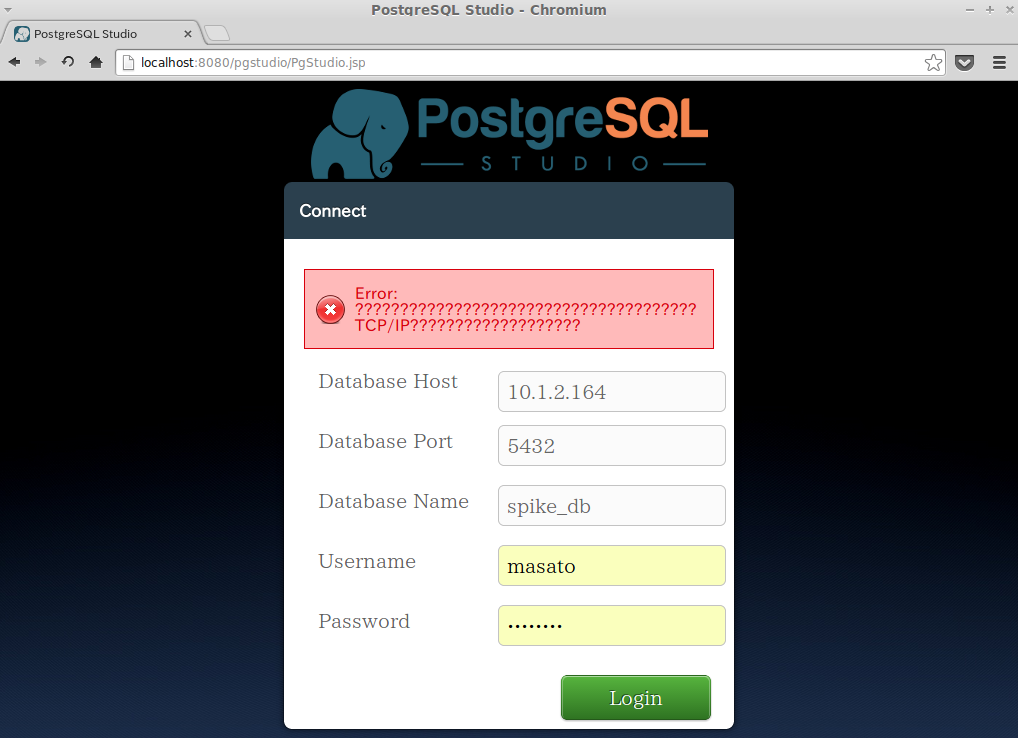 PostgreSQL Studio - Chromium
PostgreSQL Studio
localhost:8080/pgstudio/PgStudio.jsp
PostgreSQL
STUDIO
Connect
Error:
??????????????????????????????????????
TCP/IP???????????????????
Database Host
10.1.2.164
Database Port
5432
Database Name
spike_db
Username
masato
Password
••••••••
Login